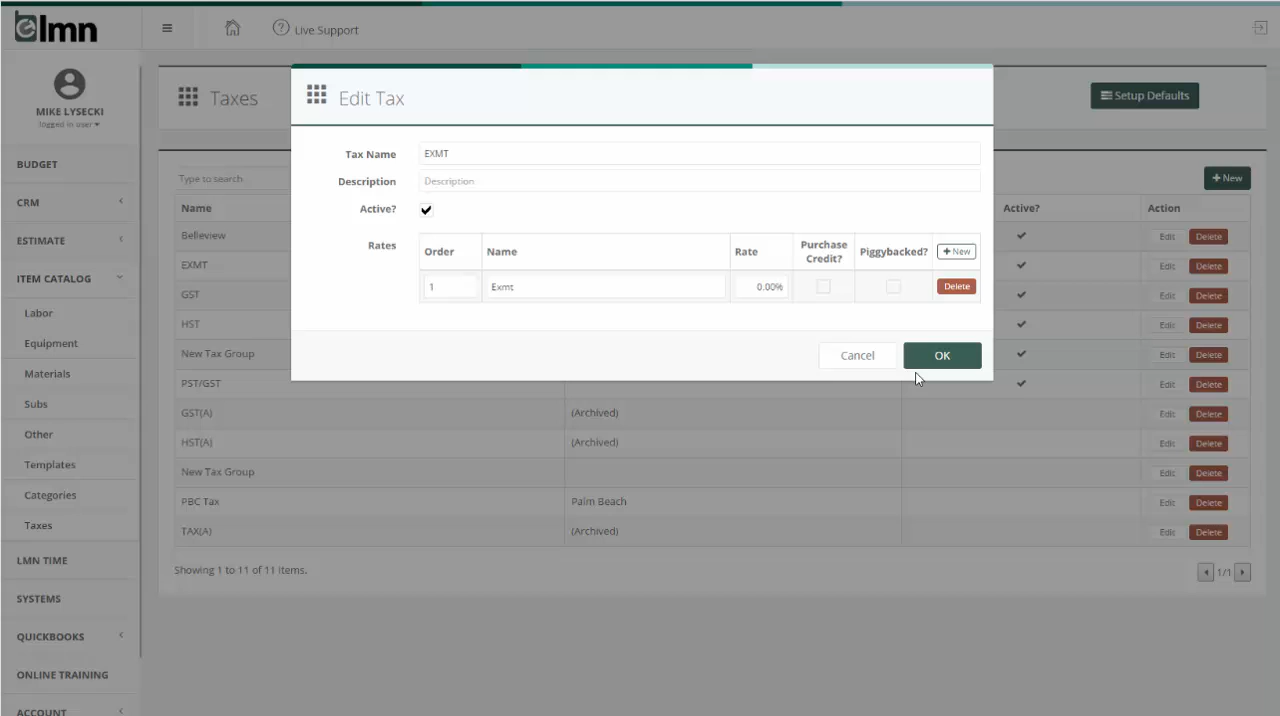 lmn
Live Support
MIKE LYSECKI
logged in user
BUDGET
CRM
ESTIMATE
ITEM CATALOG
Labor
Equipment
Materials
Subs
Other
Templates
Categories
Taxes
LMN TIME
SYSTEMS
QUICKBOOKS
ONLINE TRAINING
ACCOUNT
Taxes
Setup Defaults
Type to search
+ New
Name Active? Action
Belleview Edit Delete
EXMT Edit Delete
GST Edit Delete
HST Edit Delete
New Tax Group Edit Delete
PST/GST Edit Delete
GST(A) (Archived) Edit Delete
HST(A) (Archived) Edit Delete
New Tax Group Edit Delete
PBC Tax Palm Beach Edit Delete
TAX(A) (Archived) Edit Delete
Showing 1 to 11 of 11 items.
1/1
Edit Tax
Tax Name EXMT
Description Description
Active?
Rates
Order Name Rate Purchase Credit? Piggybacked? + New
1 Exmt 0.00% Delete
Cancel OK